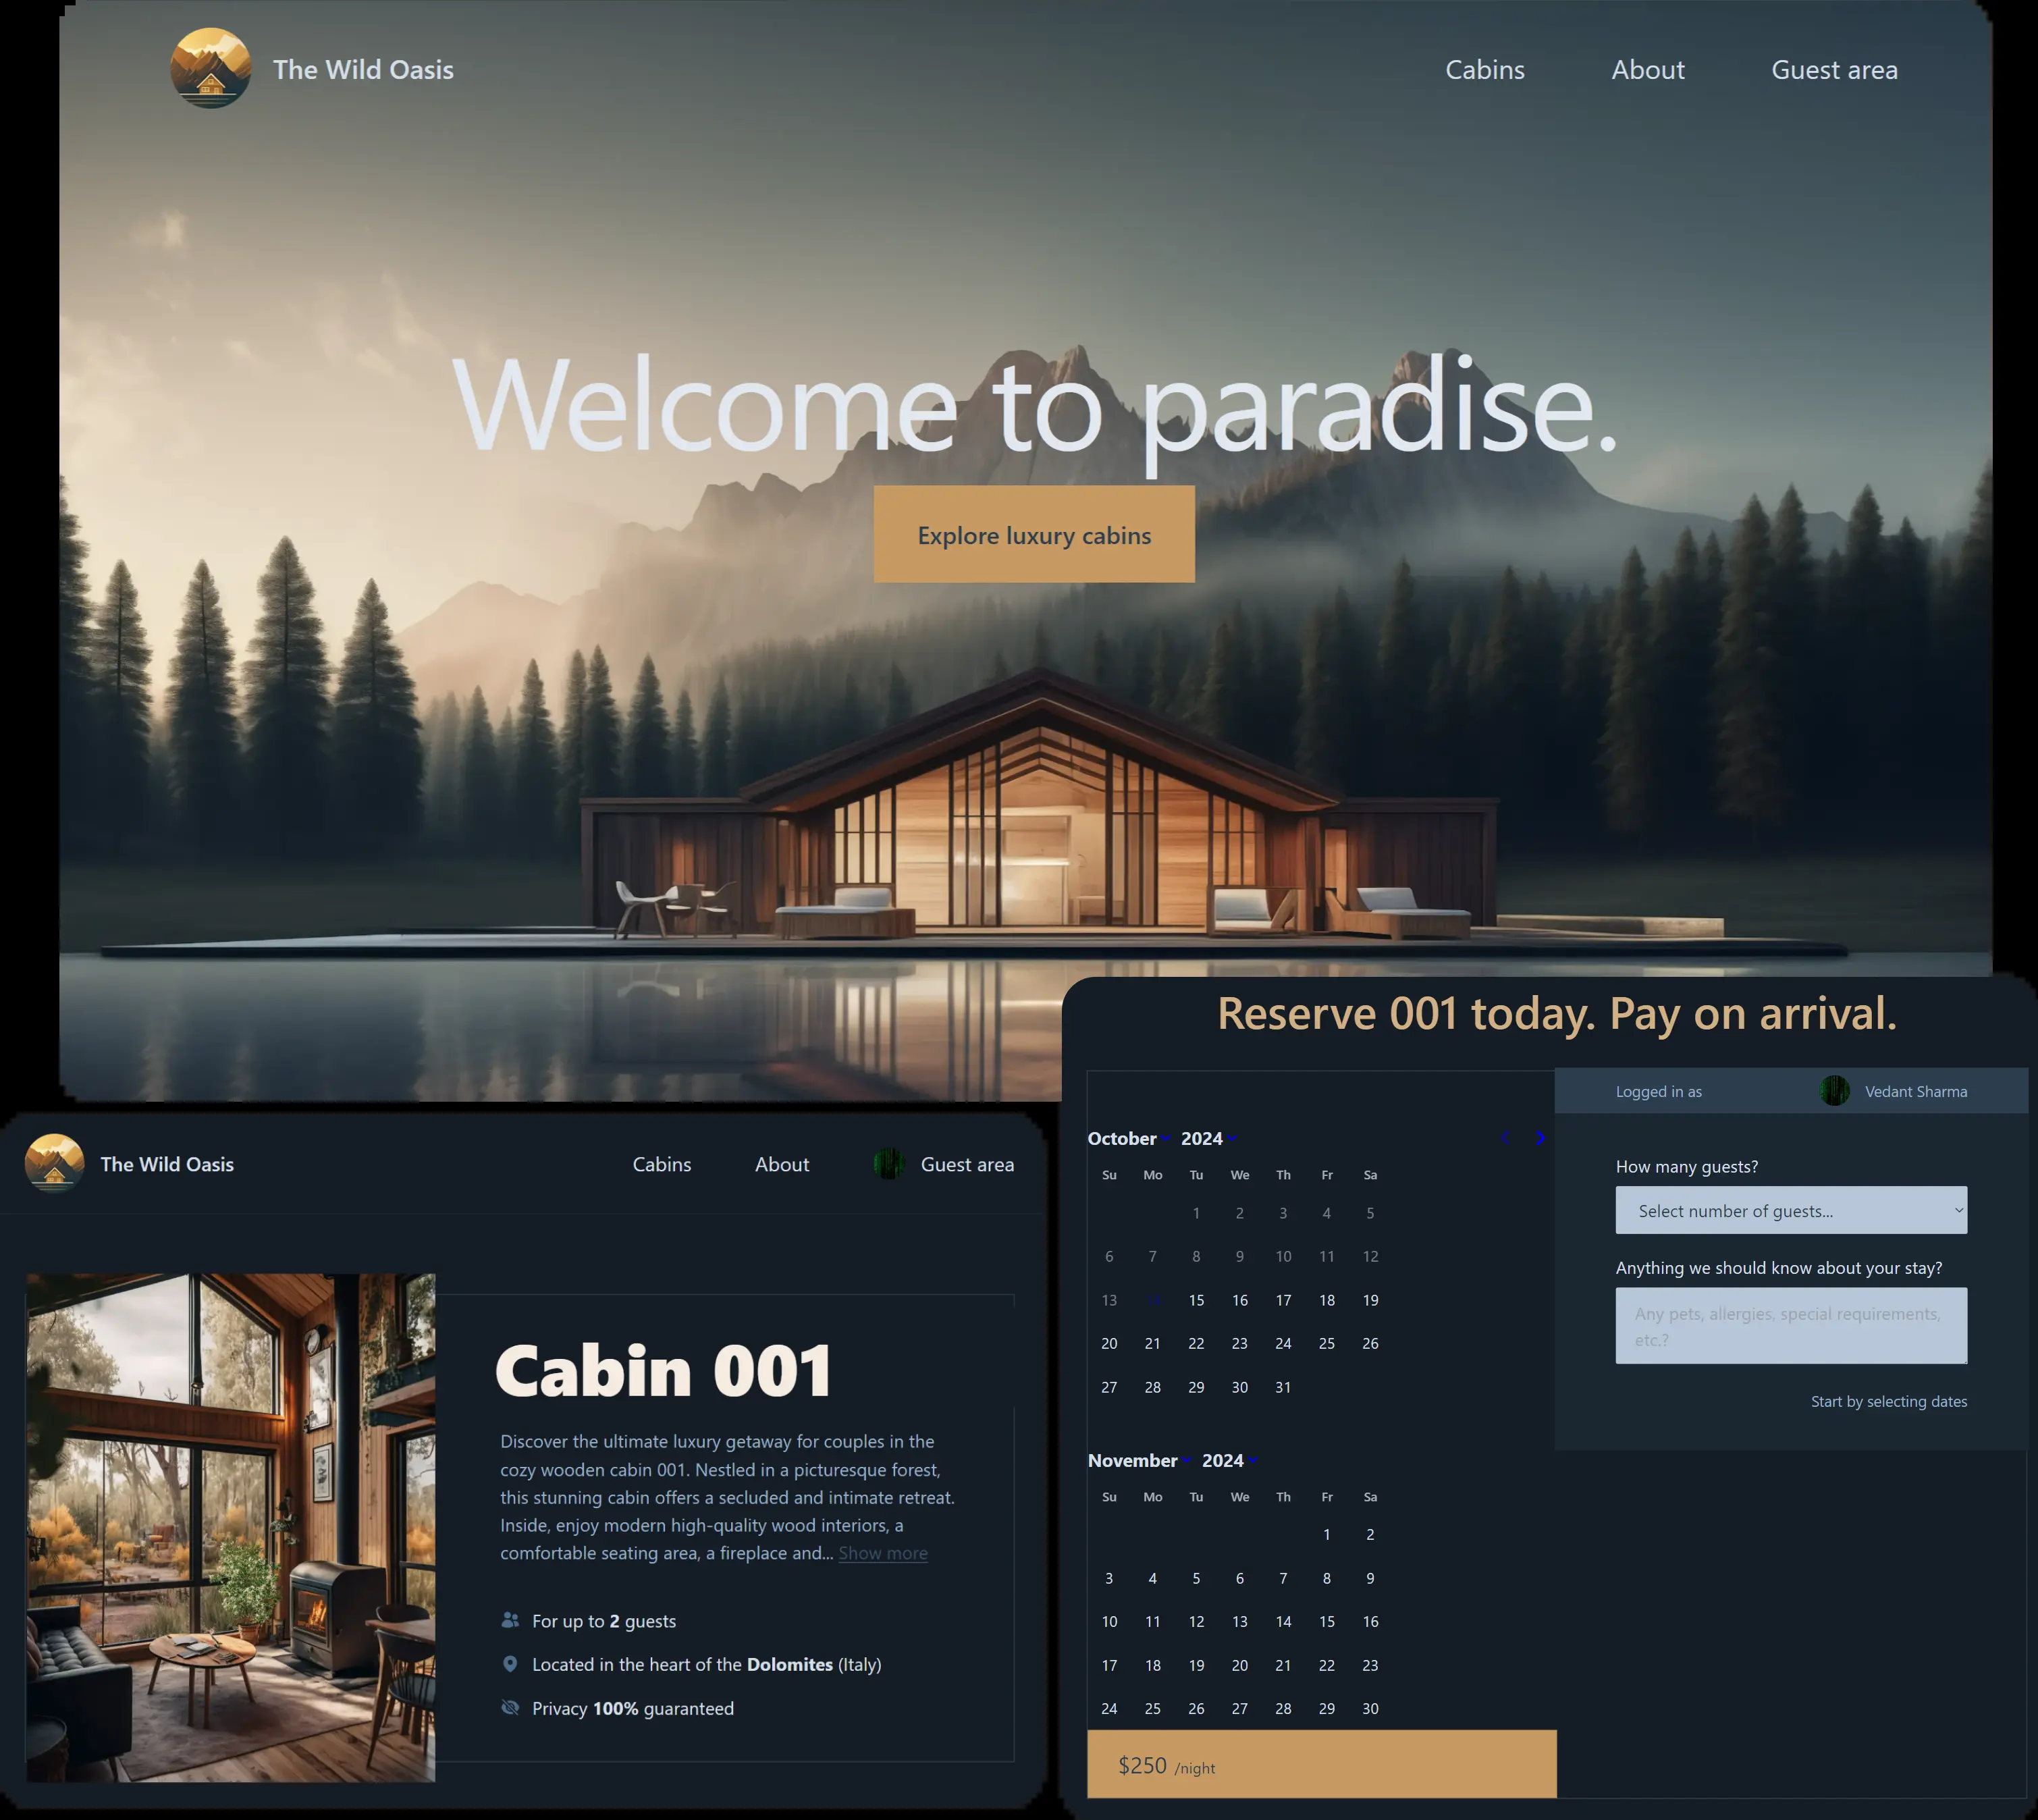 The Wild Oasis
Cabins About Guest area
Welcome to paradise.
Explore luxury cabins
The Wild Oasis
Cabins About Guest area
Cabin 001
Discover the ultimate luxury getaway for couples in the
cozy wooden cabin 001. Nestled in a picturesque forest,
this stunning cabin offers a secluded and intimate retreat.
Inside, enjoy modern high-quality wood interiors, a
comfortable seating area, a fireplace and... Show more
For up to 2 guests
Located in the heart of the Dolomites (Italy)
Privacy 100% guaranteed
Reserve 001 today. Pay on arrival.
October 2024
Su Mo Tu We Th Fr Sa
1 2 3 4 5
6 7 8 9 10 11 12
13 14 15 16 17 18 19
20 21 22 23 24 25 26
27 28 29 30 31
November 2024
Su Mo Tu We Th Fr Sa
1 2
3 4 5 6 7 8 9
10 11 12 13 14 15 16
17 18 19 20 21 22 23
24 25 26 27 28 29 30
$250 /night
Logged in as Vedant Sharma
How many guests?
Select number of guests...
Anything we should know about your stay?
Any pets, allergies, special requirements,
etc.?
Start by selecting dates